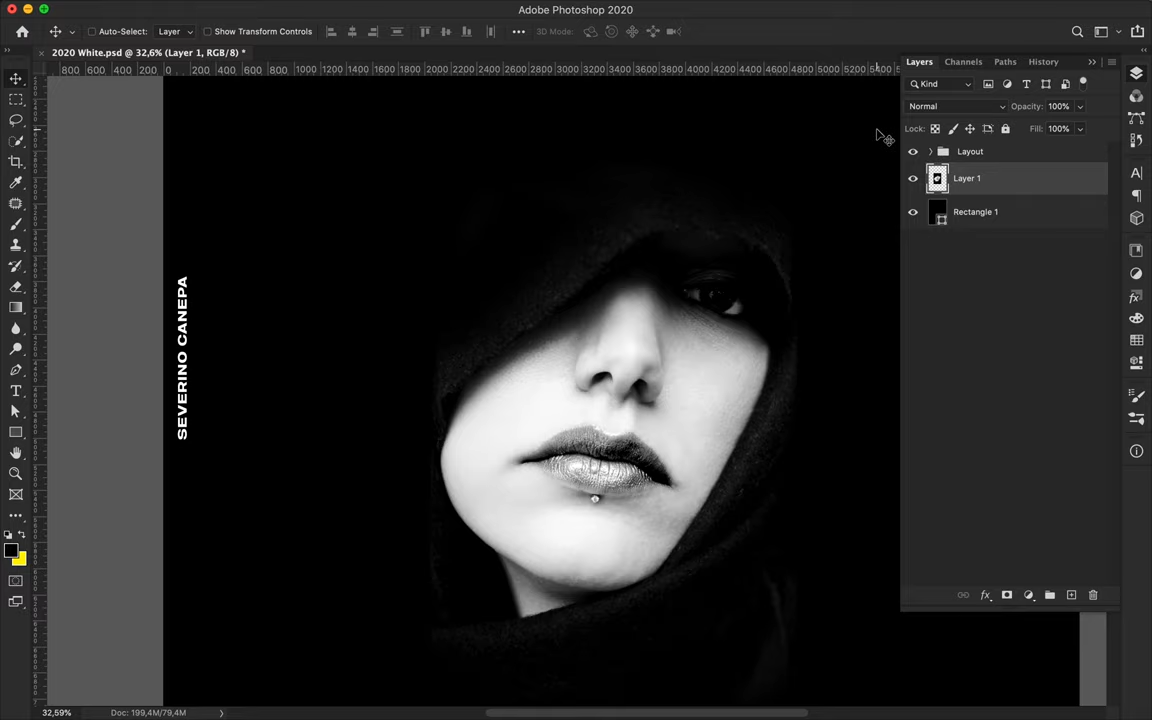 Adobe Photoshop 2020
Auto-Select: Layer Show Transform Controls 3D Mode:
2020 White.psd @ 32,6% (Layer 1, RGB/8) *
800 600 400 200 0 200 400 600 800 1000 1200 1400 1600 1800 2000 2200 2400 2600 2800 3000 3200 3400 3600 3800 4000 4200 4400 4600 4800 5000 5200
Layers Channels Paths History
Kind
Normal Opacity: 100%
Lock: Fill: 100%
Layout
Layer 1
Rectangle 1
SEVERINO CANEPA
fx
32,59% Doc: 199,4M/79,4M